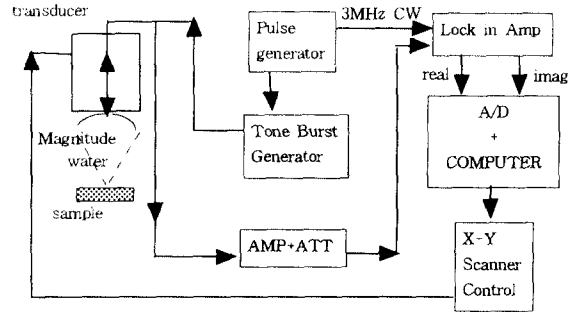 transducer
Pulse
generator
3MHz CW
Lock in Amp
real
imag
Magnitude
water
sample
Tone Burst
Generator
A/D
+
COMPUTER
AMP+ATT
X-Y
Scanner
Control